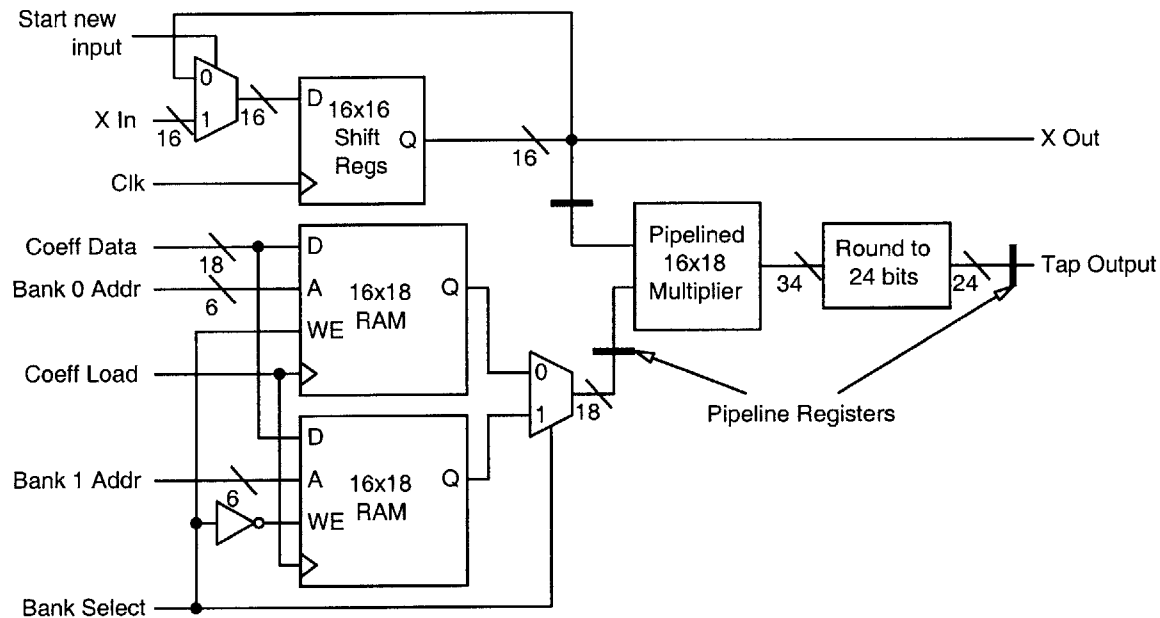 Start new
input
0
X In
16
1
16
D
16x16
Shift
Regs
Q
16
X Out
Clk
Coeff Data
18
D
16x18
RAM
Q
Bank 0 Addr
6
A
WE
Coeff Load
Pipelined
16x18
Multiplier
34
Round to
24 bits
24
Tap Output
0
1
18
Pipeline Registers
D
Bank 1 Addr
6
A
16x18
RAM
Q
WE
Bank Select